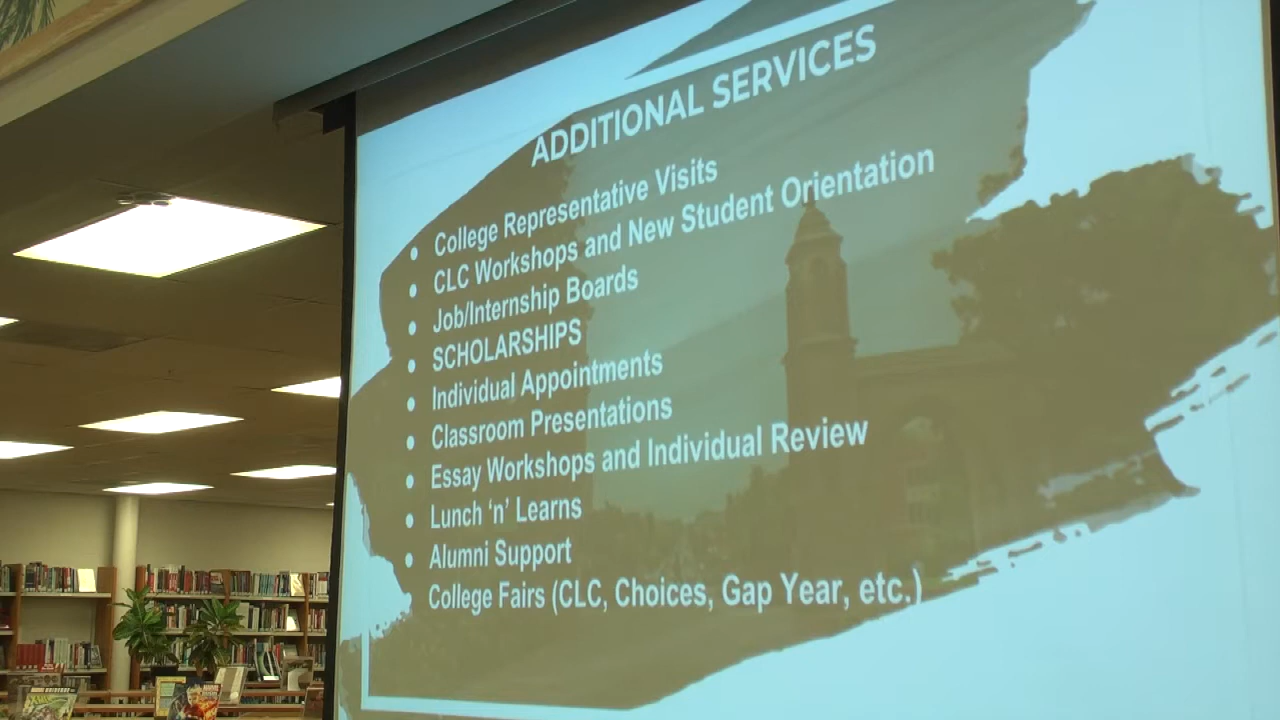 ADDITIONAL SERVICES
• College Representative Visits
• CLC Workshops and New Student Orientation
• Job/Internship Boards
• SCHOLARSHIPS
• Individual Appointments
• Classroom Presentations
• Essay Workshops and Individual Review
• Lunch ‘n’ Learns
• Alumni Support
• College Fairs (CLC, Choices, Gap Year, etc.)